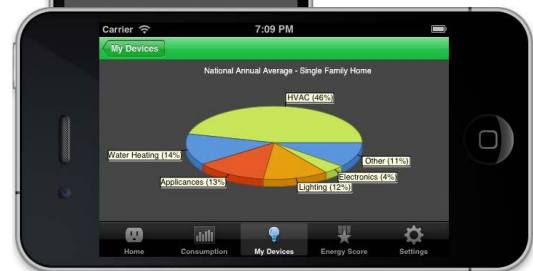 Carrier 7:09 PM
My Devices
National Annual Average - Single Family Home
HVAC (46%)
Water Heating (14%)
Other (11%)
Electronics (4%)
Applicances (13%)
Lighting (12%)
Home Consumption My Devices Energy Score Settings